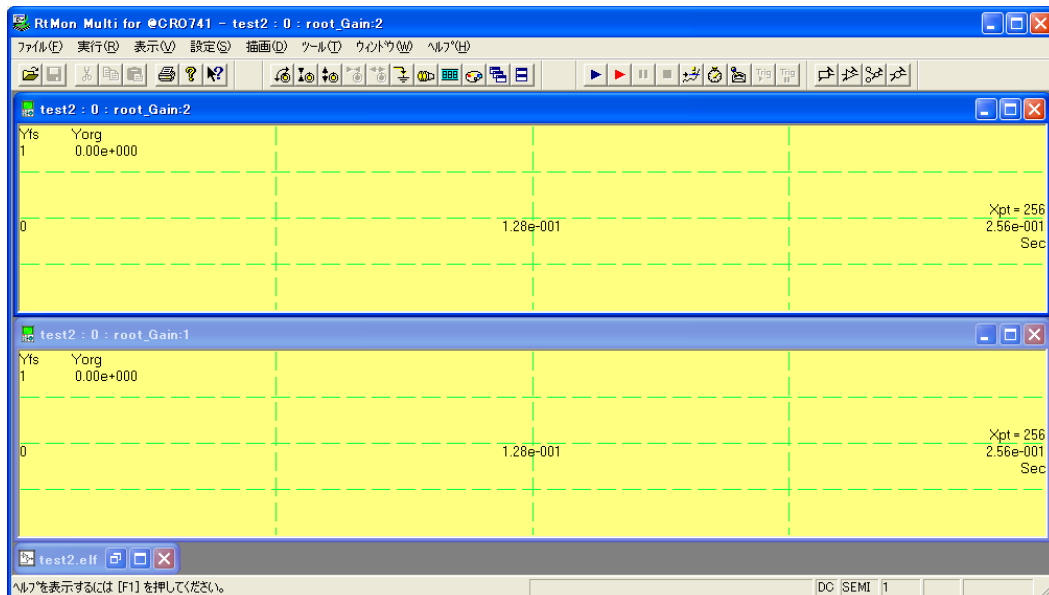 RtMon Multi for @CRO741 - test2 : 0 : root_Gain:2
ファイル(F) 実行(R) 表示(V) 設定(S) 描画(D) ツール(T) ウィンドウ(W) ヘルプ(H)
Trig Trig
test2 : 0 : root_Gain:2
Yfs Yorg
1 0.00e+000
Xpt = 256
0 1.28e-001 2.56e-001
Sec
test2 : 0 : root_Gain:1
Yfs Yorg
1 0.00e+000
Xpt = 256
0 1.28e-001 2.56e-001
Sec
test2.elf
ヘルプを表示するには [F1] を押してください。 DC SEMI 1